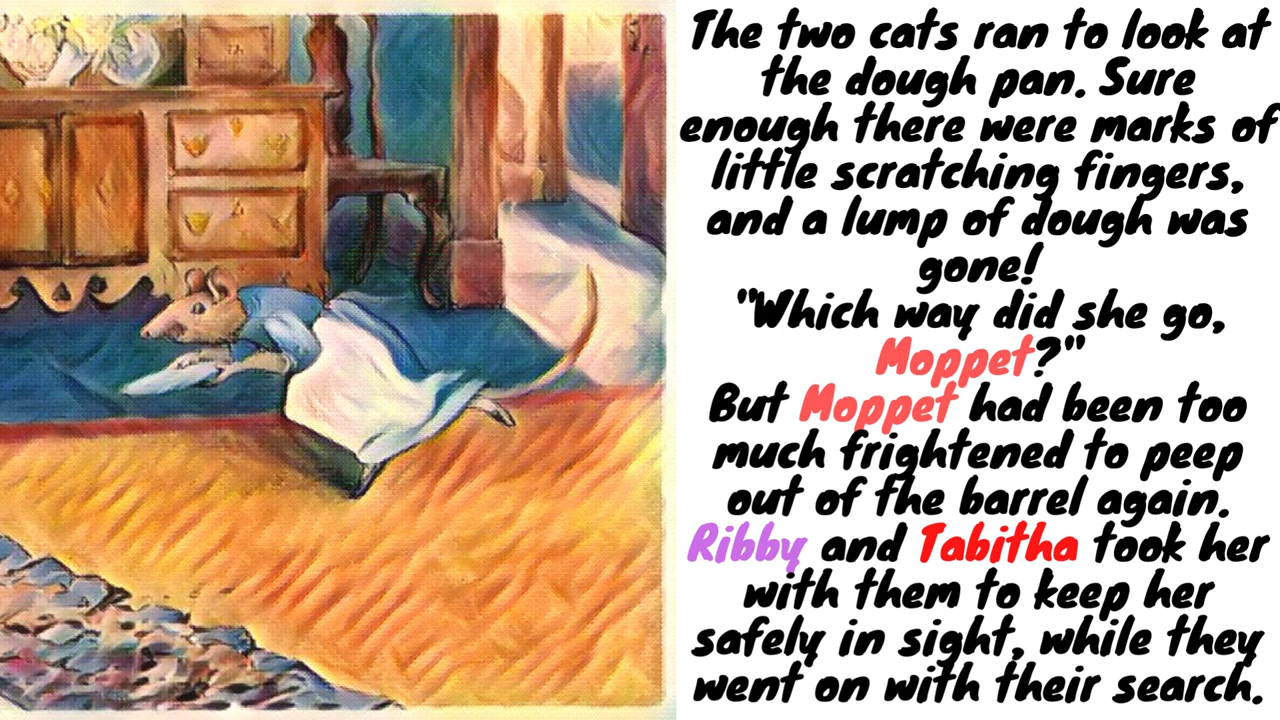 The two cats ran to look at
the dough pan. Sure
enough there were marks of
little scratching fingers,
and a lump of dough was
gone!
"Which way did she go,
Moppet?"
But Moppet had been too
much frightened to peep
out of the barrel again.
Ribby and Tabitha took her
with them to keep her
safely in sight, while they
went on with their search.